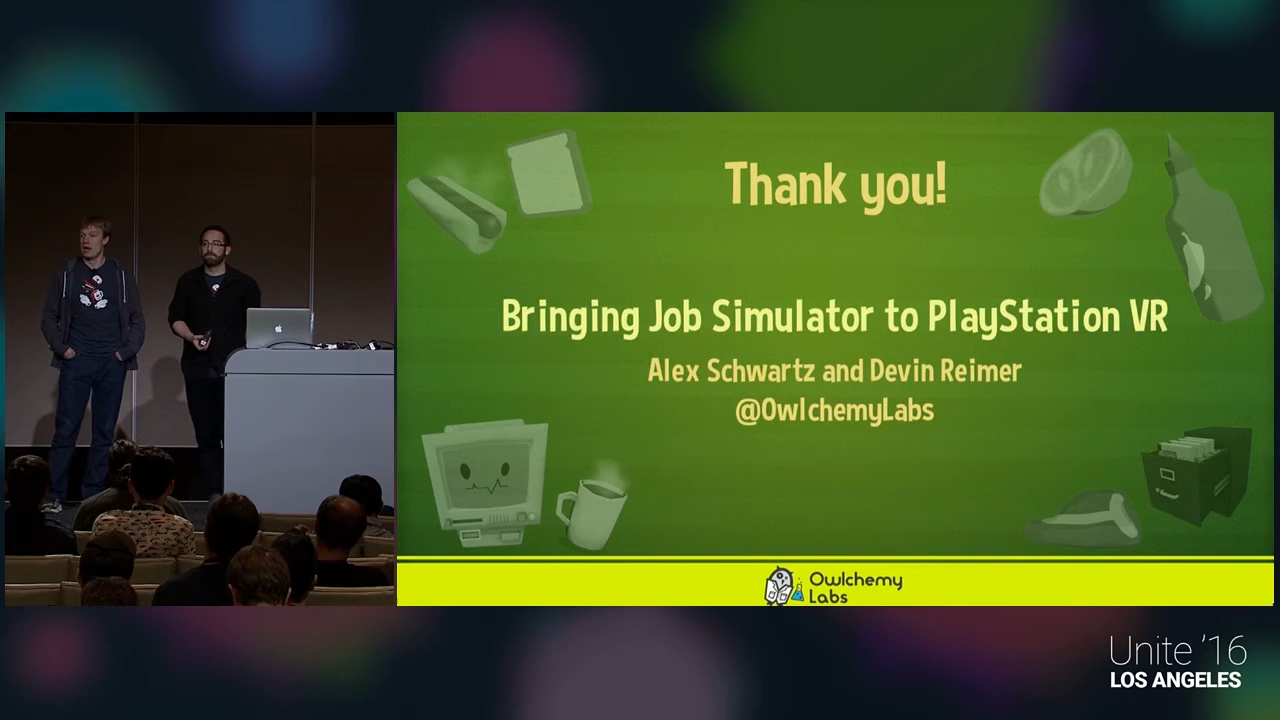 Thank you!
Bringing Job Simulator to PlayStation VR
Alex Schwartz and Devin Reimer
@OwlchemyLabs
Owlchemy
Labs
Unite '16
LOS ANGELES